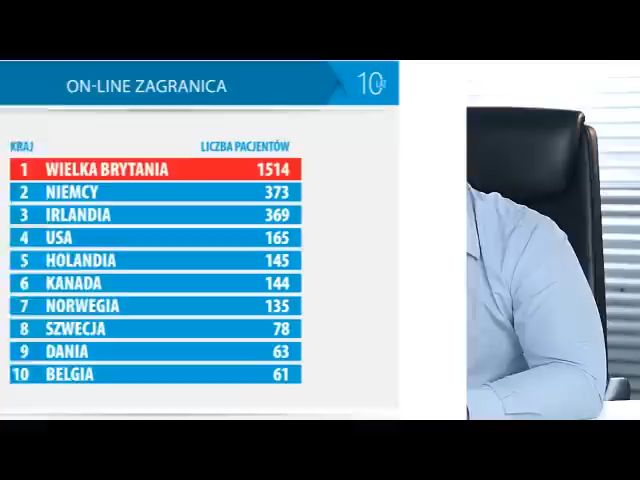 ON-LINE ZAGRANICA
10 LAT
KRAJ LICZBA PACJENTÓW
1 WIELKA BRYTANIA 1514
2 NIEMCY 373
3 IRLANDIA 369
4 USA 165
5 HOLANDIA 145
6 KANADA 144
7 NORWEGIA 135
8 SZWECJA 78
9 DANIA 63
10 BELGIA 61